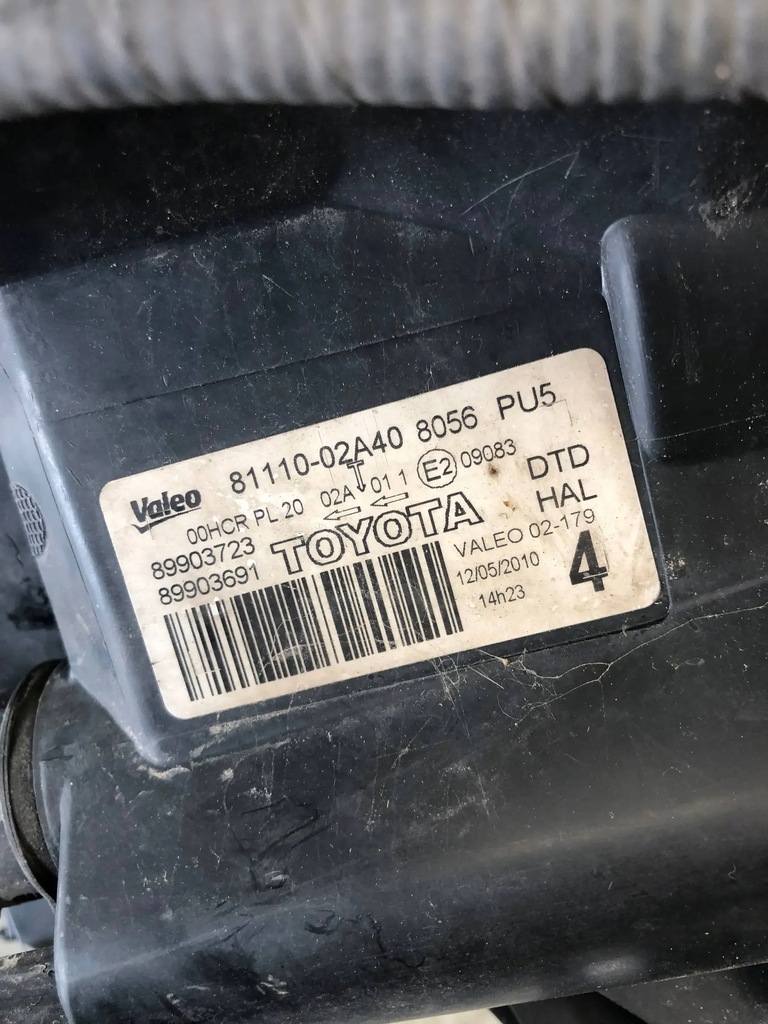 Valeo 81110-02A40 8056 PU5
00HCR PL 20 02A 01 1 E2 09083 DTD
89903723 TOYOTA HAL
89903691 VALEO 02-179
12/05/2010 4
14h23